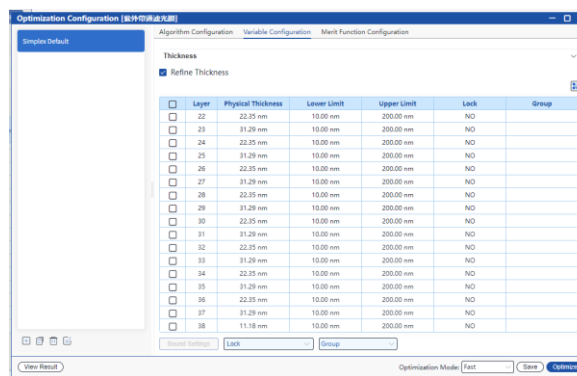 Optimization Configuration [紫外印滤滤光膜]
Simplex Default
Algorithm Configuration Variable Configuration Merit Function Configuration
Thickness
Refine Thickness
Layer Physical Thickness Lower Limit Upper Limit Lock Group
22 22.35 nm 10.00 nm 200.00 nm NO
23 31.29 nm 10.00 nm 200.00 nm NO
24 22.35 nm 10.00 nm 200.00 nm NO
25 31.29 nm 10.00 nm 200.00 nm NO
26 22.35 nm 10.00 nm 200.00 nm NO
27 31.29 nm 10.00 nm 200.00 nm NO
28 22.35 nm 10.00 nm 200.00 nm NO
29 31.29 nm 10.00 nm 200.00 nm NO
30 22.35 nm 10.00 nm 200.00 nm NO
31 31.29 nm 10.00 nm 200.00 nm NO
32 22.35 nm 10.00 nm 200.00 nm NO
33 31.29 nm 10.00 nm 200.00 nm NO
34 22.35 nm 10.00 nm 200.00 nm NO
35 31.29 nm 10.00 nm 200.00 nm NO
36 22.35 nm 10.00 nm 200.00 nm NO
37 31.29 nm 10.00 nm 200.00 nm NO
38 11.18 nm 10.00 nm 200.00 nm NO
Bound Settings Lock Group
View Result Optimization Mode: Fast Save Optimize